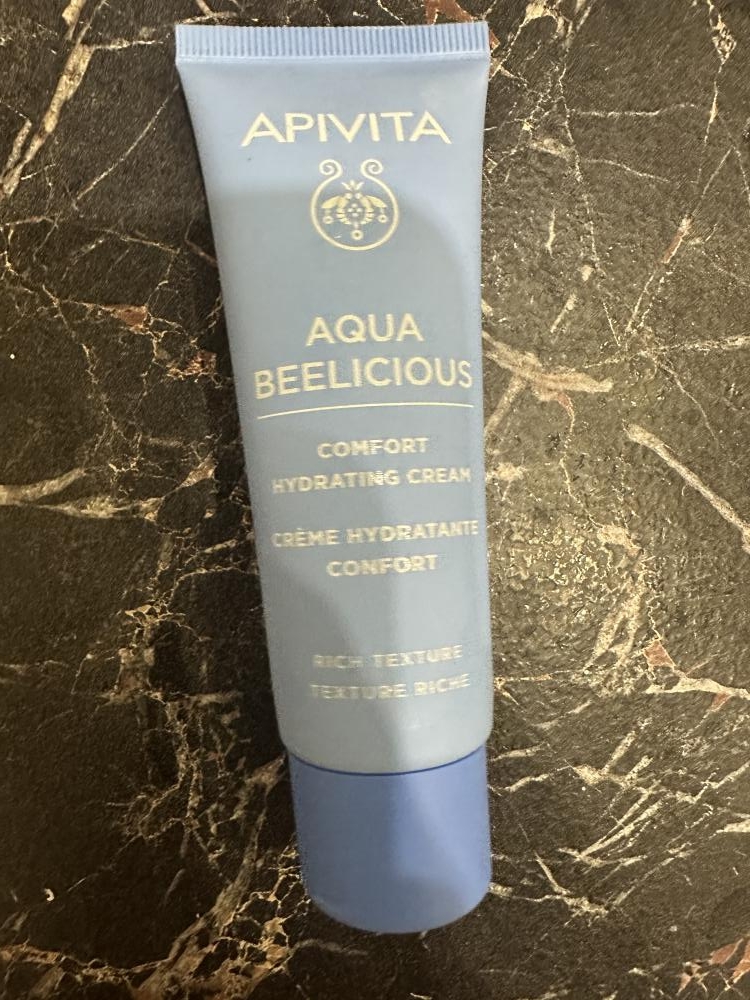 APIVITA
AQUA
BEELICIOUS
COMFORT
HYDRATING CREAM
CRÈME HYDRATANTE
CONFORT
RICH TEXTURE
TEXTURE RICHE